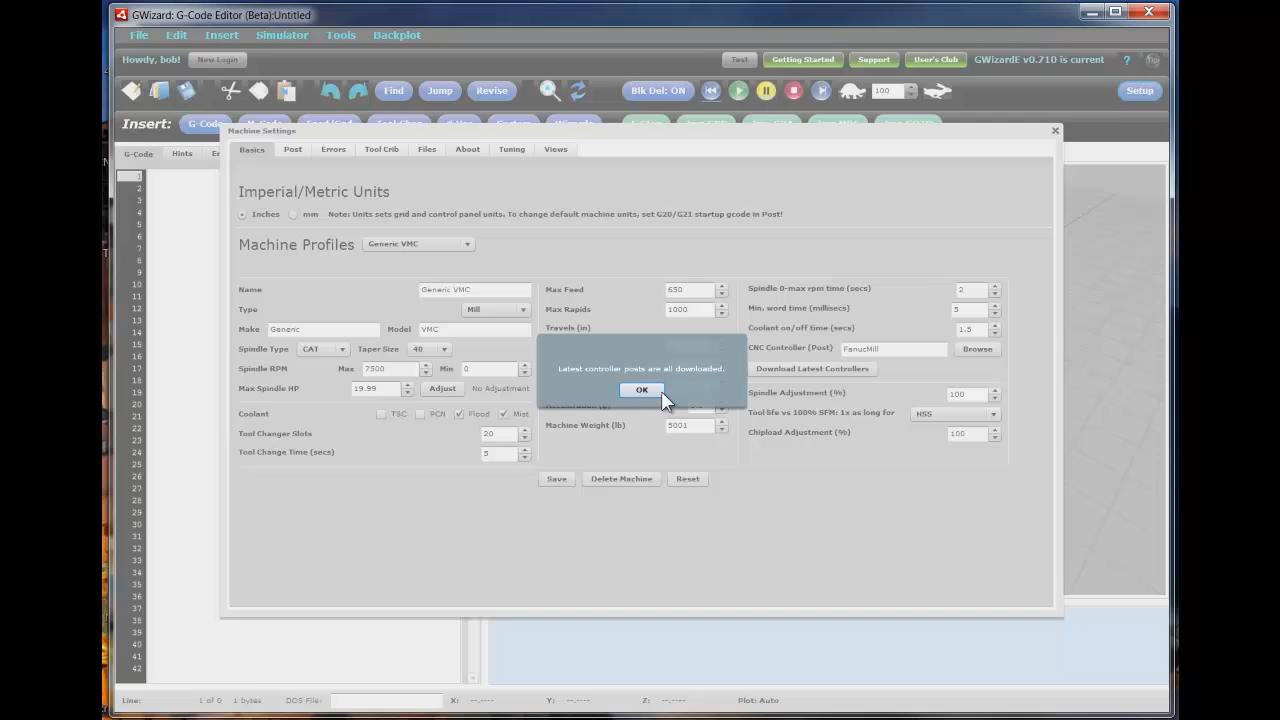 GWizard: G-Code Editor (Beta):Untitled
File Edit Insert Simulator Tools Backplot
Howdy, bob! New Login Test Getting Started Support User's Club GWizardE v0.710 is current ?
Find Jump Revise Blk Del: ON 100 Setup
Insert: G-Code
Machine Settings
G-Code Hints
Basics Post Errors Tool Crib Files About Tuning Views
Imperial/Metric Units
Inches mm Note: Units sets grid and control panel units. To change default machine units, set G20/G21 startup gcode in Post!
Machine Profiles Generic VMC
Name Generic VMC Max Feed 650 Spindle 0-max rpm time (secs) 2
Type Mill Max Rapids 1000 Min. word time (millisecs) 5
Make Generic Model VMC Travels (in) Coolant on/off time (secs) 1.5
Spindle Type CAT Taper Size 40 CNC Controller (Post) FanucMill Browse
Spindle RPM Max 7500 Min 0 Latest controller posts are all downloaded. Download Latest Controllers
Max Spindle HP 19.99 Adjust No Adjustment OK Spindle Adjustment (%) 100
Coolant TSC PCN Flood Mist Tool life vs 100% SFM: 1x as long for HSS
Tool Changer Slots 20 Machine Weight (lb) 5001 Chipload Adjustment (%) 100
Tool Change Time (secs) 5
Save Delete Machine Reset
1
2
3
4
5
6
7
8
9
10
11
12
13
14
15
16
17
18
19
20
21
22
23
24
25
26
27
28
29
30
31
32
33
34
35
36
37
38
39
40
41
42
Line: 1 of 0 1 bytes DOS File: X: --.---- Y: --.---- Z: --.---- Plot: Auto